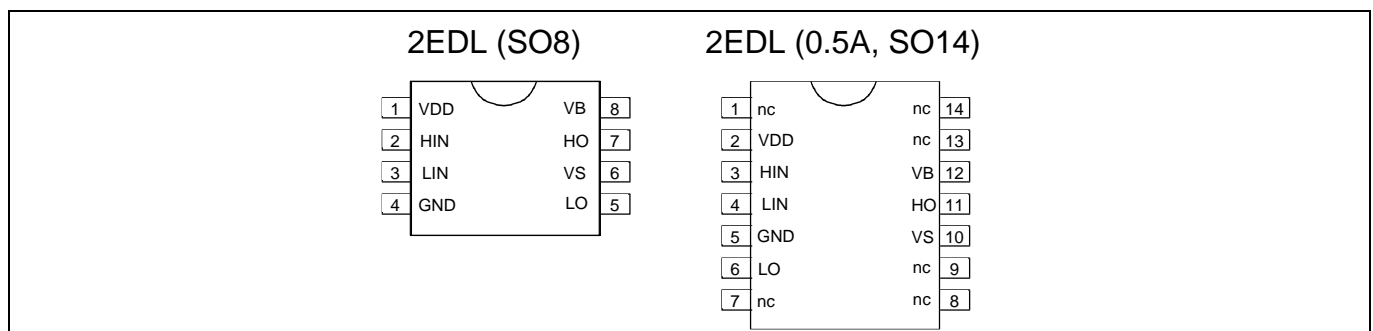 2EDL (SO8)
1 VDD VB 8
2 HIN HO 7
3 LIN VS 6
4 GND LO 5
2EDL (0.5A, SO14)
1 nc nc 14
2 VDD nc 13
3 HIN VB 12
4 LIN HO 11
5 GND VS 10
6 LO nc 9
7 nc nc 8